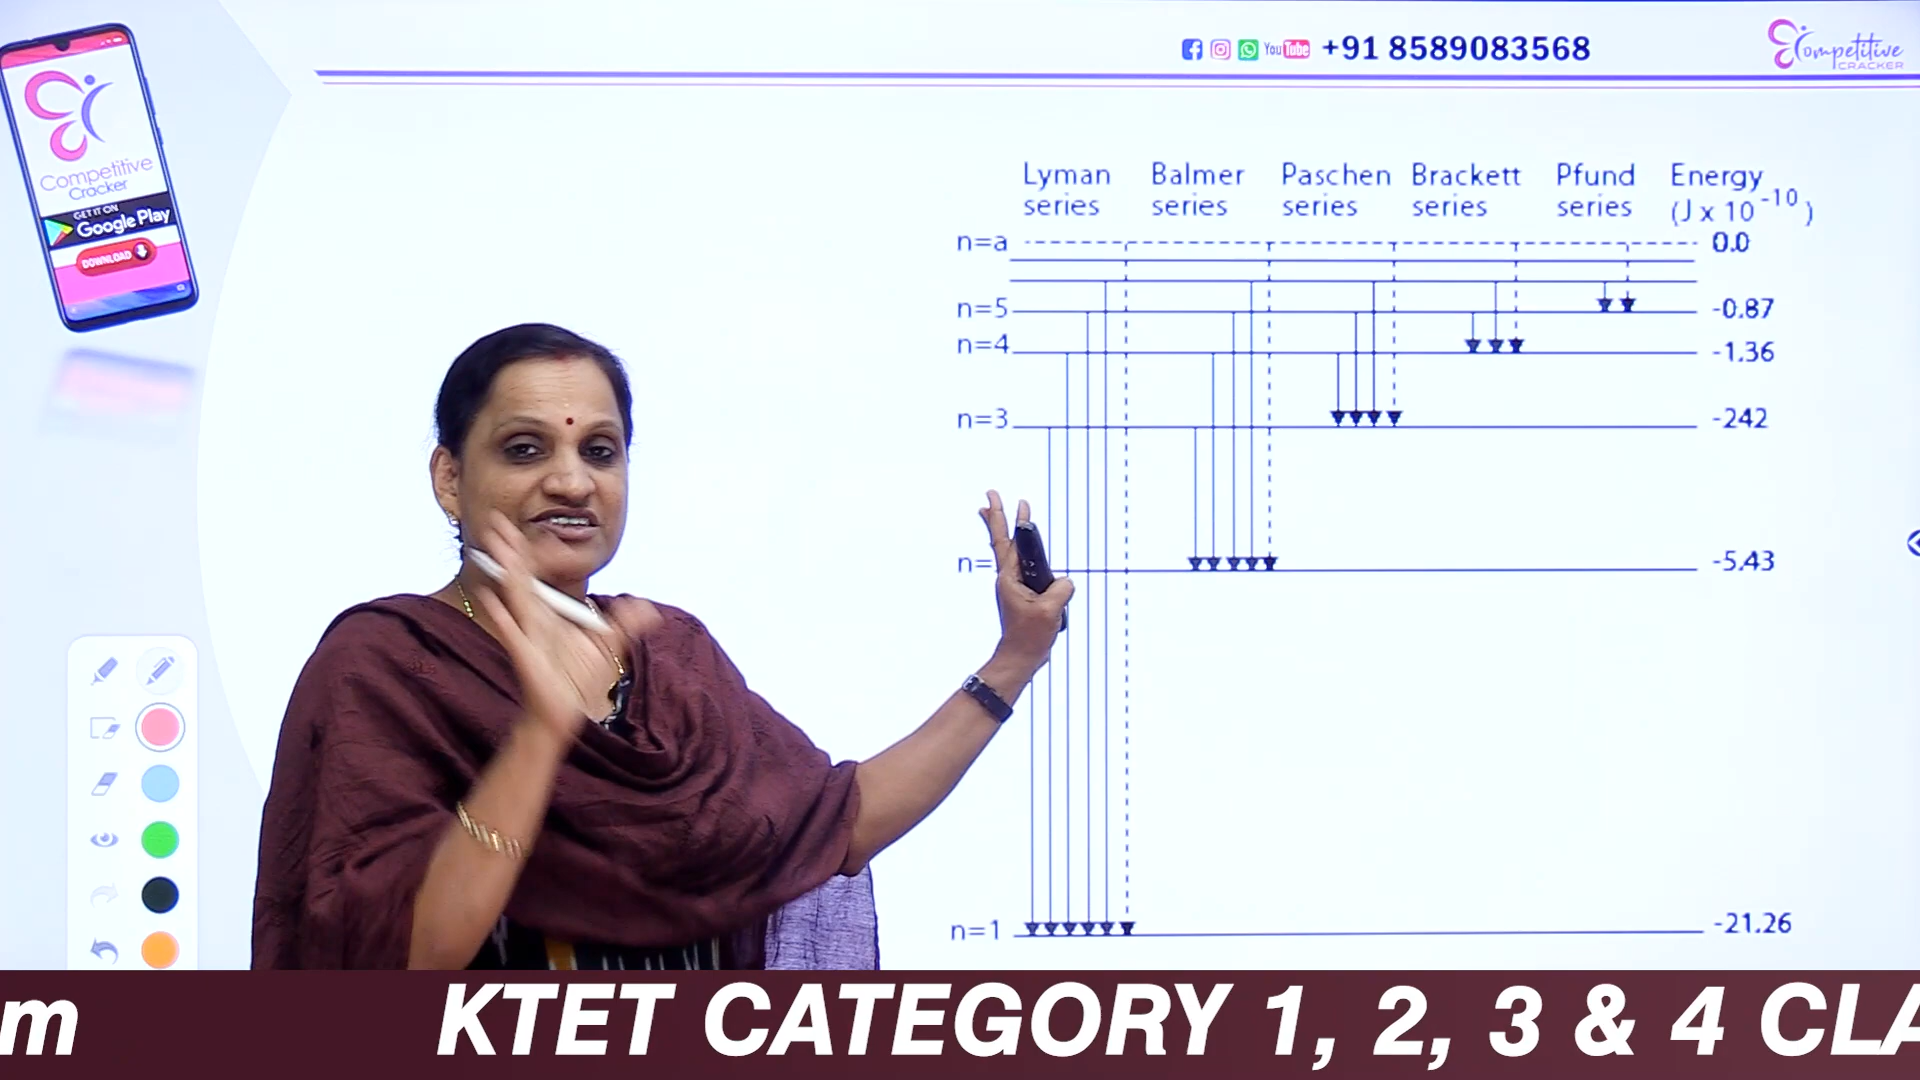 You Tube +91 8589083568
Competitive
CRACKER
Competitive
Cracker
GET IT ON
Google Play
DOWNLOAD
Lyman series
Balmer series
Paschen series
Brackett series
Pfund series
Energy (J x 10-10)
n=a 0.0
n=5 -0.87
n=4 -1.36
n=3 -242
n= -5.43
n=1 -21.26
m KTET CATEGORY 1, 2, 3 & 4 CLA